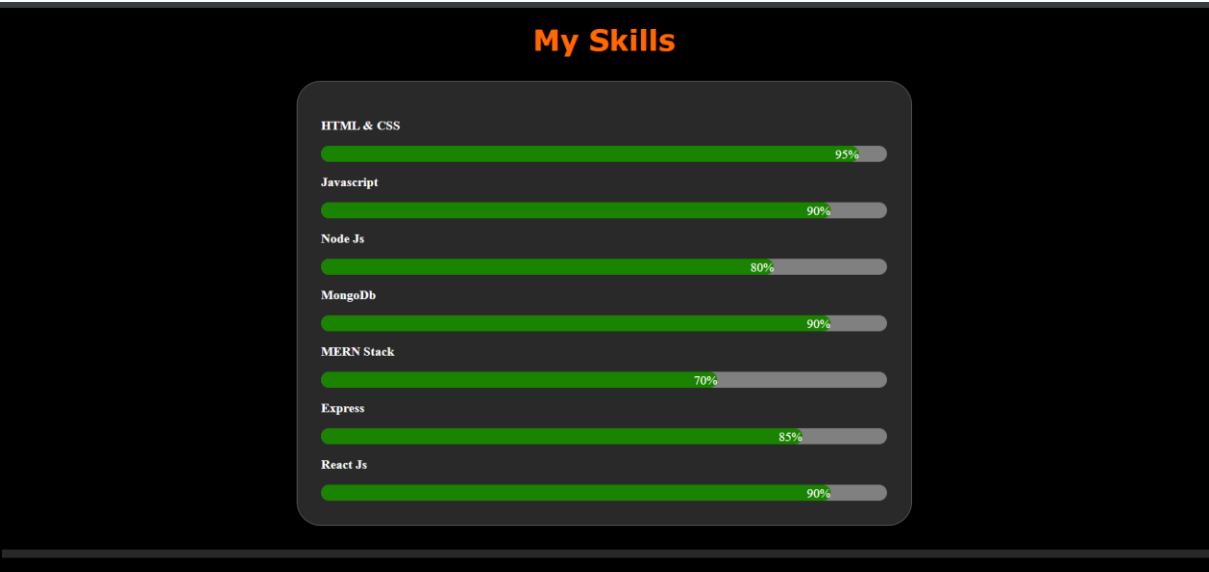 My Skills
HTML & CSS
95%
Javascript
90%
Node Js
80%
MongoDb
90%
MERN Stack
70%
Express
85%
React Js
90%